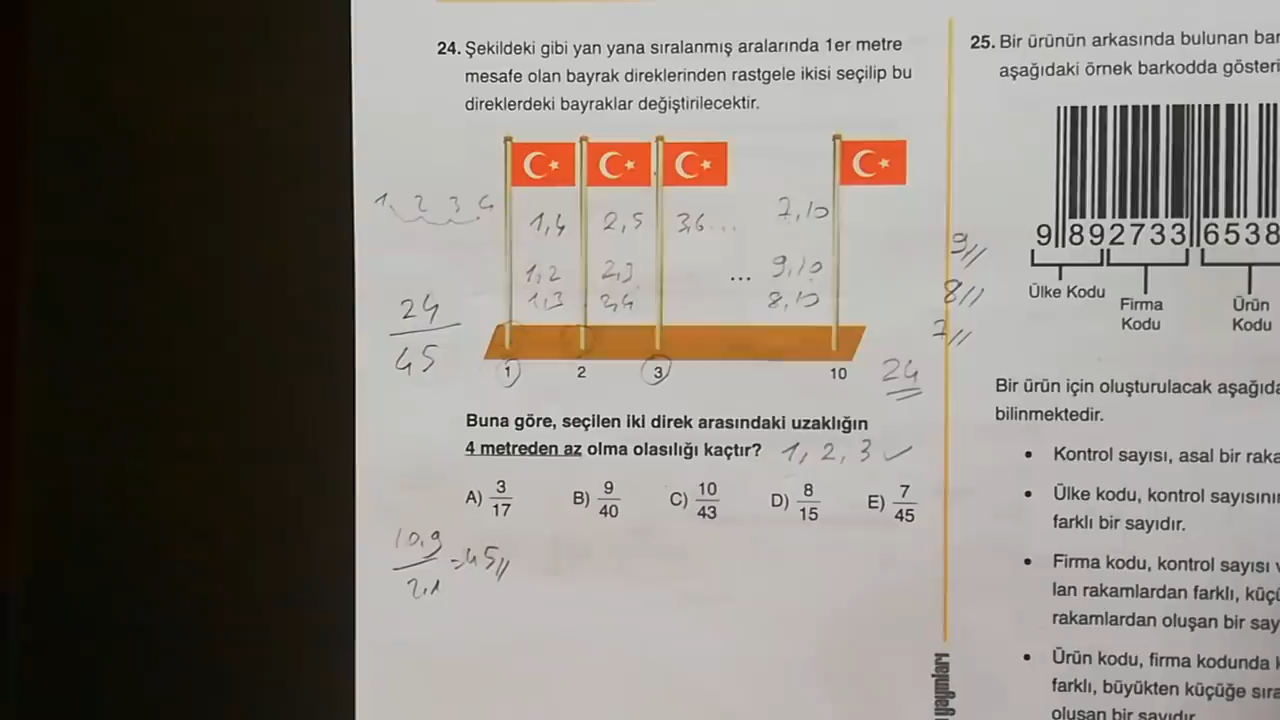 24. Şekildeki gibi yan yana sıralanmış aralarında 1er metre
mesafe olan bayrak direklerinden rastgele ikisi seçilip bu
direklerdeki bayraklar değiştirilecektir.
1 2 3 4
1,4 2,5 3,6... 7,10
1,2 2,3 ... 9,10
1,3 2,4 8,10
24
45
9//
8//
7//
1 2 3 10
24
Buna göre, seçilen iki direk arasındaki uzaklığın
4 metreden az olma olasılığı kaçtır? 1, 2, 3 ✓
A) 3/17 B) 9/40 C) 10/43 D) 8/15 E) 7/45
10.9
2.1
=45//
25. Bir ürünün arkasında bulunan bar
aşağıdaki örnek barkodda gösteri
9 892733 6538
Ülke Kodu
Firma
Kodu
Ürün
Kodu
Bir ürün için oluşturulacak aşağıda
bilinmektedir.
• Kontrol sayısı, asal bir raka
• Ülke kodu, kontrol sayısının
farklı bir sayıdır.
• Firma kodu, kontrol sayısı v
lan rakamlardan farklı, küçü
rakamlardan oluşan bir say
• Ürün kodu, firma kodunda k
farklı, büyükten küçüğe sıra
oluşan bir sayıdır